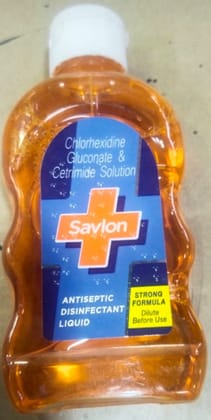 Chlorhexidine
Gluconate &
Cetrimide Solution
Savlon
ANTISEPTIC
DISINFECTANT
LIQUID
STRONG
FORMULA
Dilute
Before Use